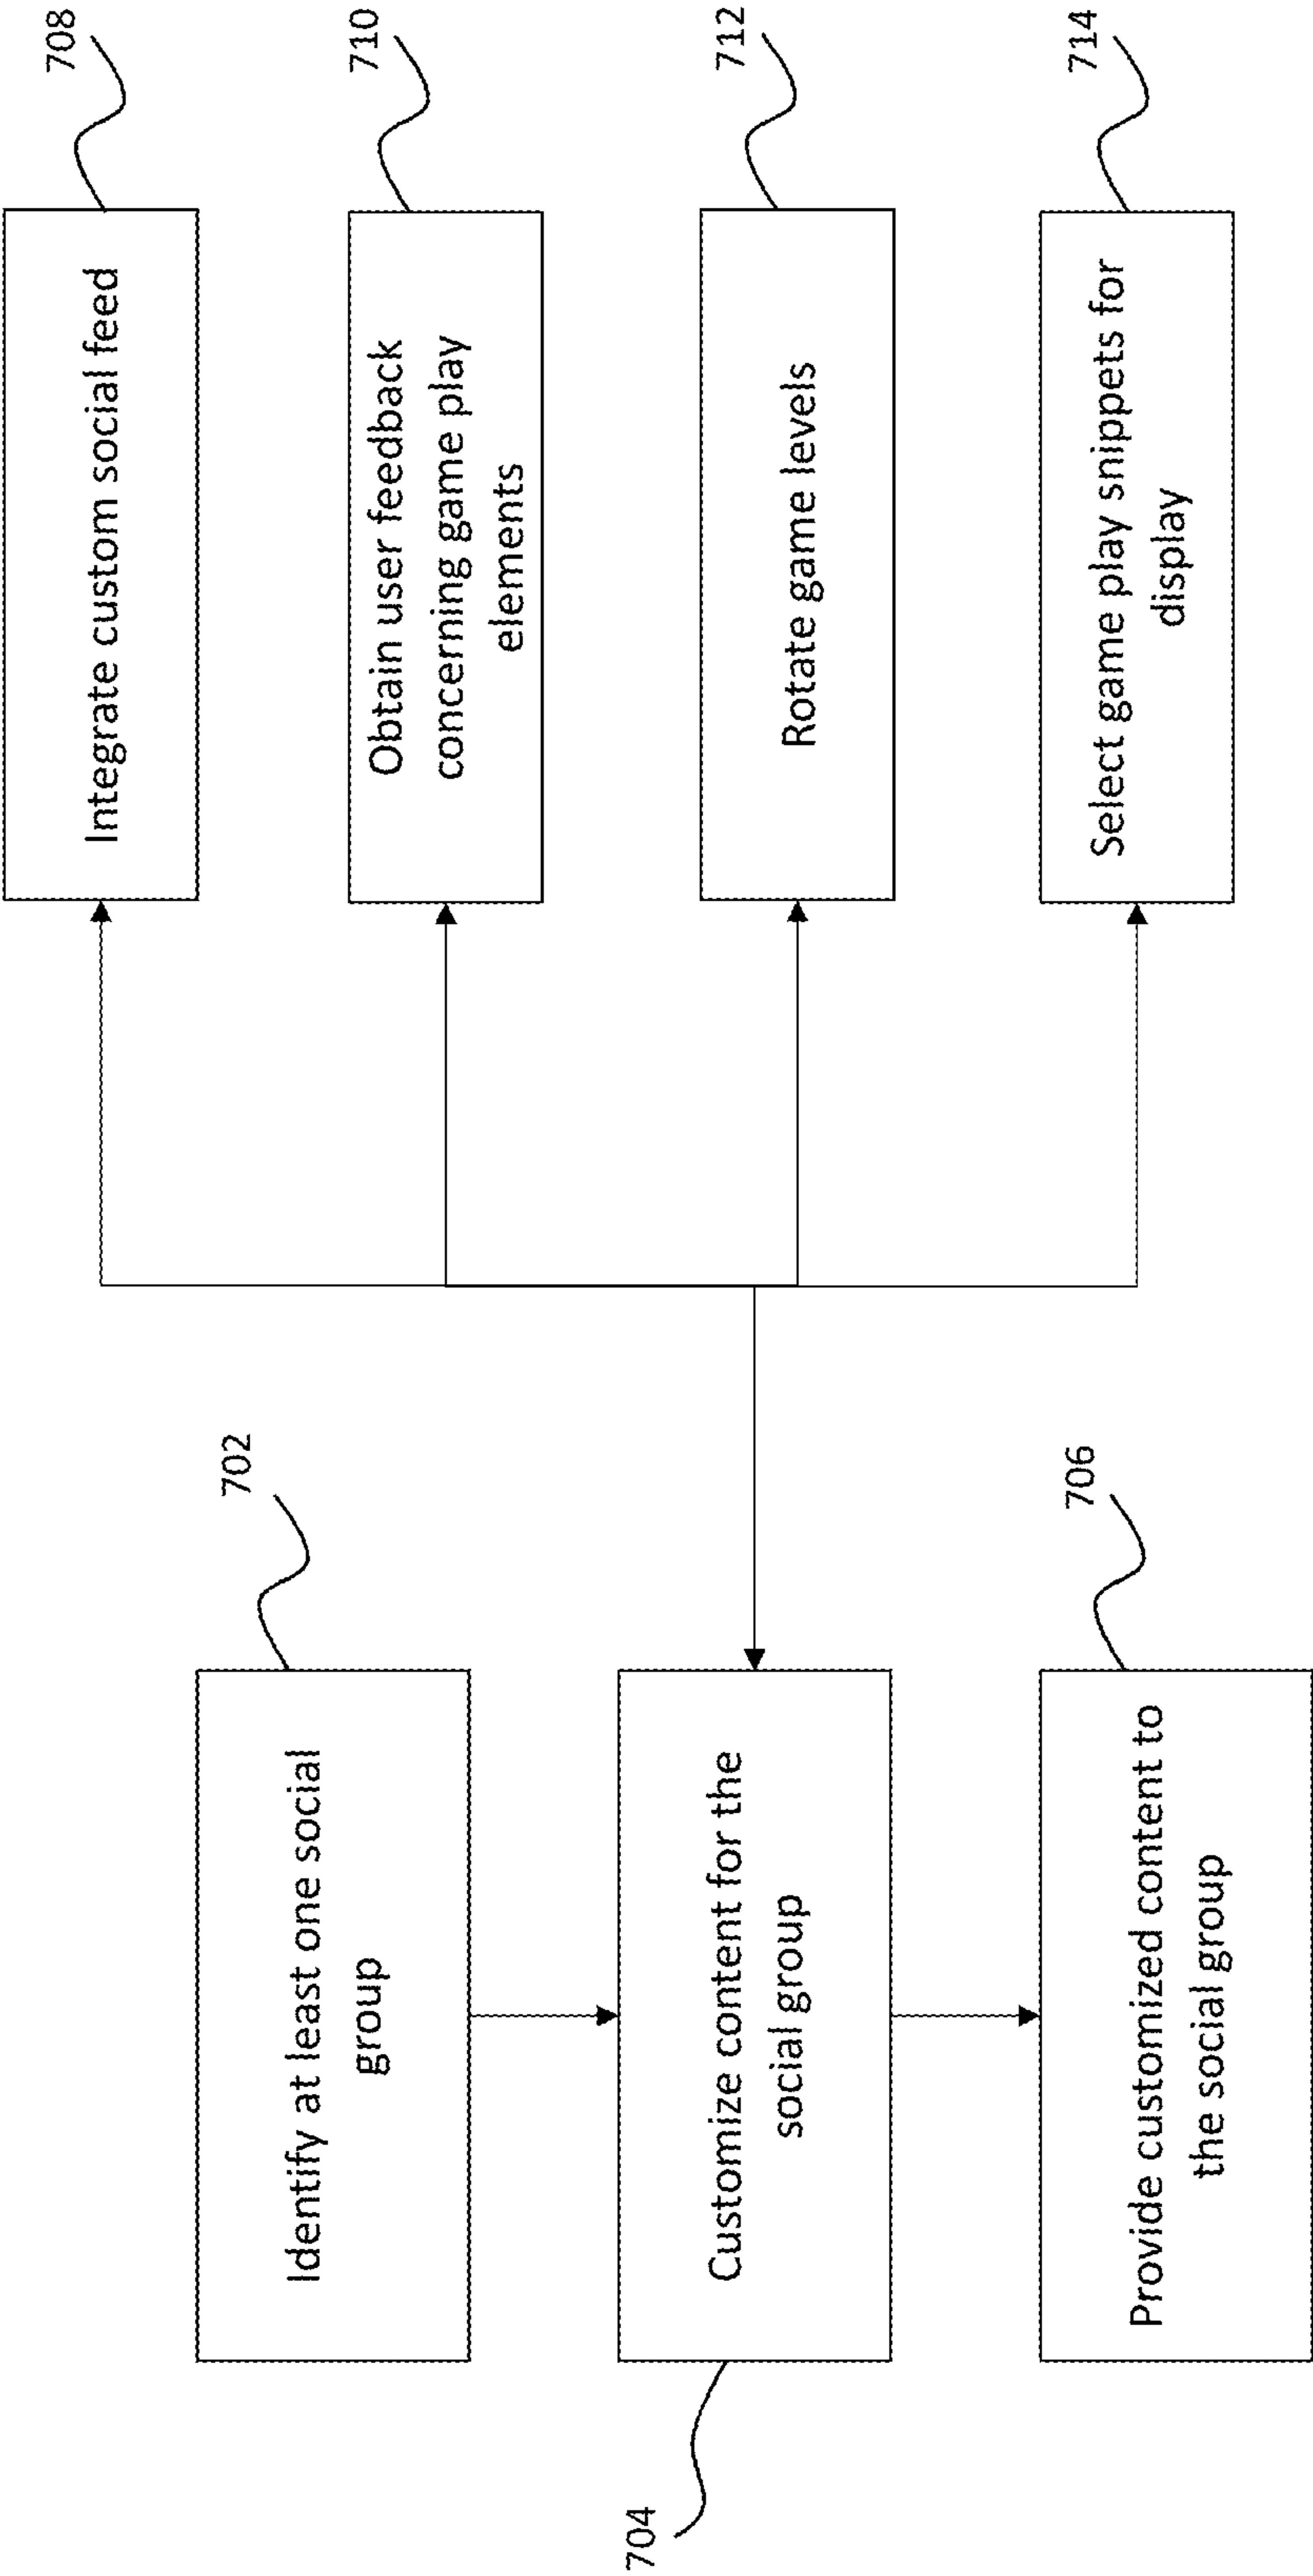 702
Identify at least one social
group
704
Customize content for the
social group
706
Provide customized content to
the social group
708
Integrate custom social feed
710
Obtain user feedback
concerning game play
elements
712
Rotate game levels
714
Select game play snippets for
display